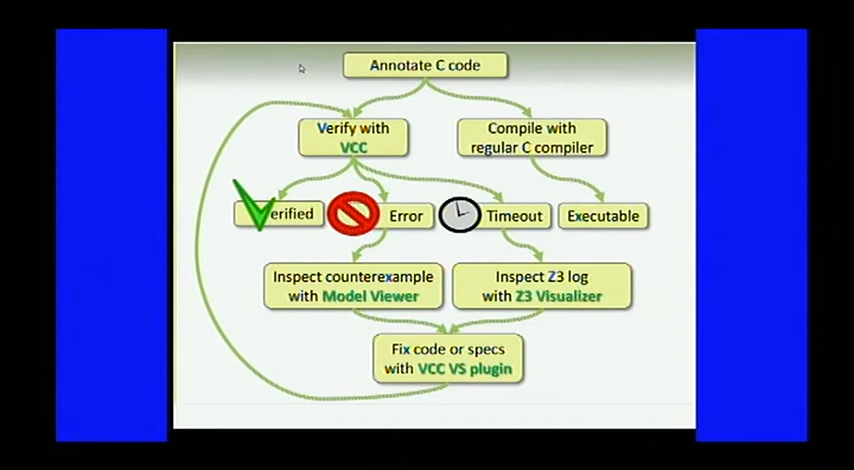 Annotate C code
Verify with
VCC
Compile with
regular C compiler
erified
Error
Timeout
Executable
Inspect counterexample
with Model Viewer
Inspect Z3 log
with Z3 Visualizer
Fix code or specs
with VCC VS plugin